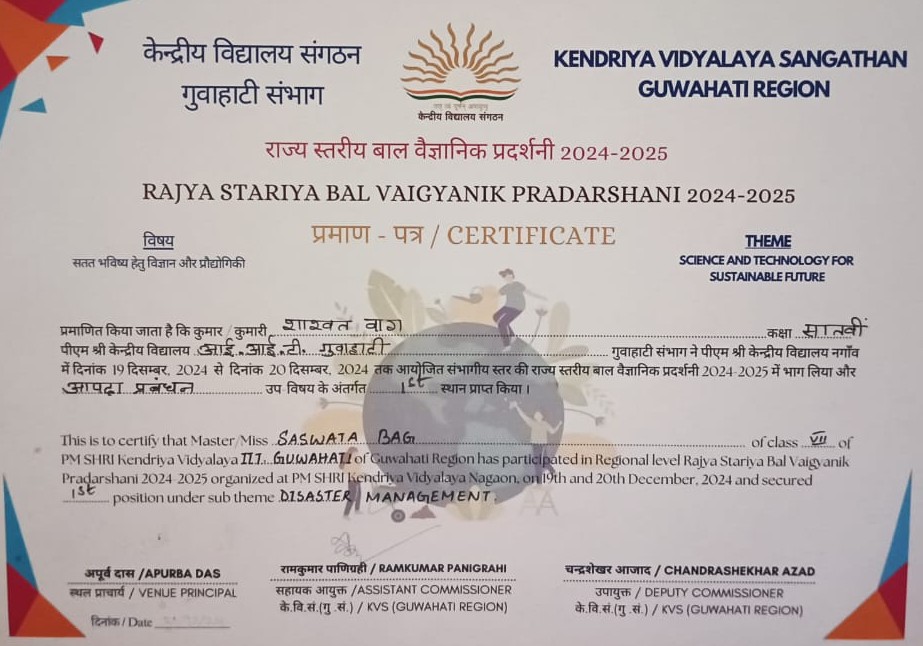 केन्द्रीय विद्यालय संगठन
गुवाहाटी संभाग
केन्द्रीय विद्यालय संगठन
KENDRIYA VIDYALAYA SANGATHAN
GUWAHATI REGION
राज्य स्तरीय बाल वैज्ञानिक प्रदर्शनी 2024-2025
RAJYA STARIYA BAL VAIGYANIK PRADARSHANI 2024-2025
प्रमाण - पत्र / CERTIFICATE
विषय
सतत भविष्य हेतु विज्ञान और प्रौद्योगिकी
THEME
SCIENCE AND TECHNOLOGY FOR
SUSTAINABLE FUTURE
प्रमाणित किया जाता है कि कुमार / कुमारी शाश्वत वाग कक्षा सातवीं
पीएम श्री केन्द्रीय विद्यालय आई.आई.टी. गुवाहाटी गुवाहाटी संभाग ने पीएम श्री केन्द्रीय विद्यालय नगाँव
में दिनांक 19 दिसम्बर, 2024 से दिनांक 20 दिसम्बर, 2024 तक आयोजित संभागीय स्तर की राज्य स्तरीय बाल वैज्ञानिक प्रदर्शनी 2024-2025 में भाग लिया और
आपदा प्रबंधन उप विषय के अंतर्गत 1st स्थान प्राप्त किया।
This is to certify that Master/Miss SASWATA BAG of class VII of
PM SHRI Kendriya Vidyalaya IIT GUWAHATI of Guwahati Region has participated in Regional level Rajya Stariya Bal Vaigyanik
Pradarshani 2024-2025 organized at PM SHRI Kendriya Vidyalaya Nagaon, on 19th and 20th December, 2024 and secured
1st position under sub theme DISASTER MANAGEMENT.
अपूर्व दास /APURBA DAS
स्थल प्राचार्य / VENUE PRINCIPAL
दिनांक / Date
रामकुमार पाणिग्रही / RAMKUMAR PANIGRAHI
सहायक आयुक्त /ASSISTANT COMMISSIONER
के.वि.सं.(गु .सं.) / KVS (GUWAHATI REGION)
चन्द्रशेखर आजाद / CHANDRASHEKHAR AZAD
उपायुक्त / DEPUTY COMMISSIONER
के.वि.सं.(गु .सं.) / KVS (GUWAHATI REGION)